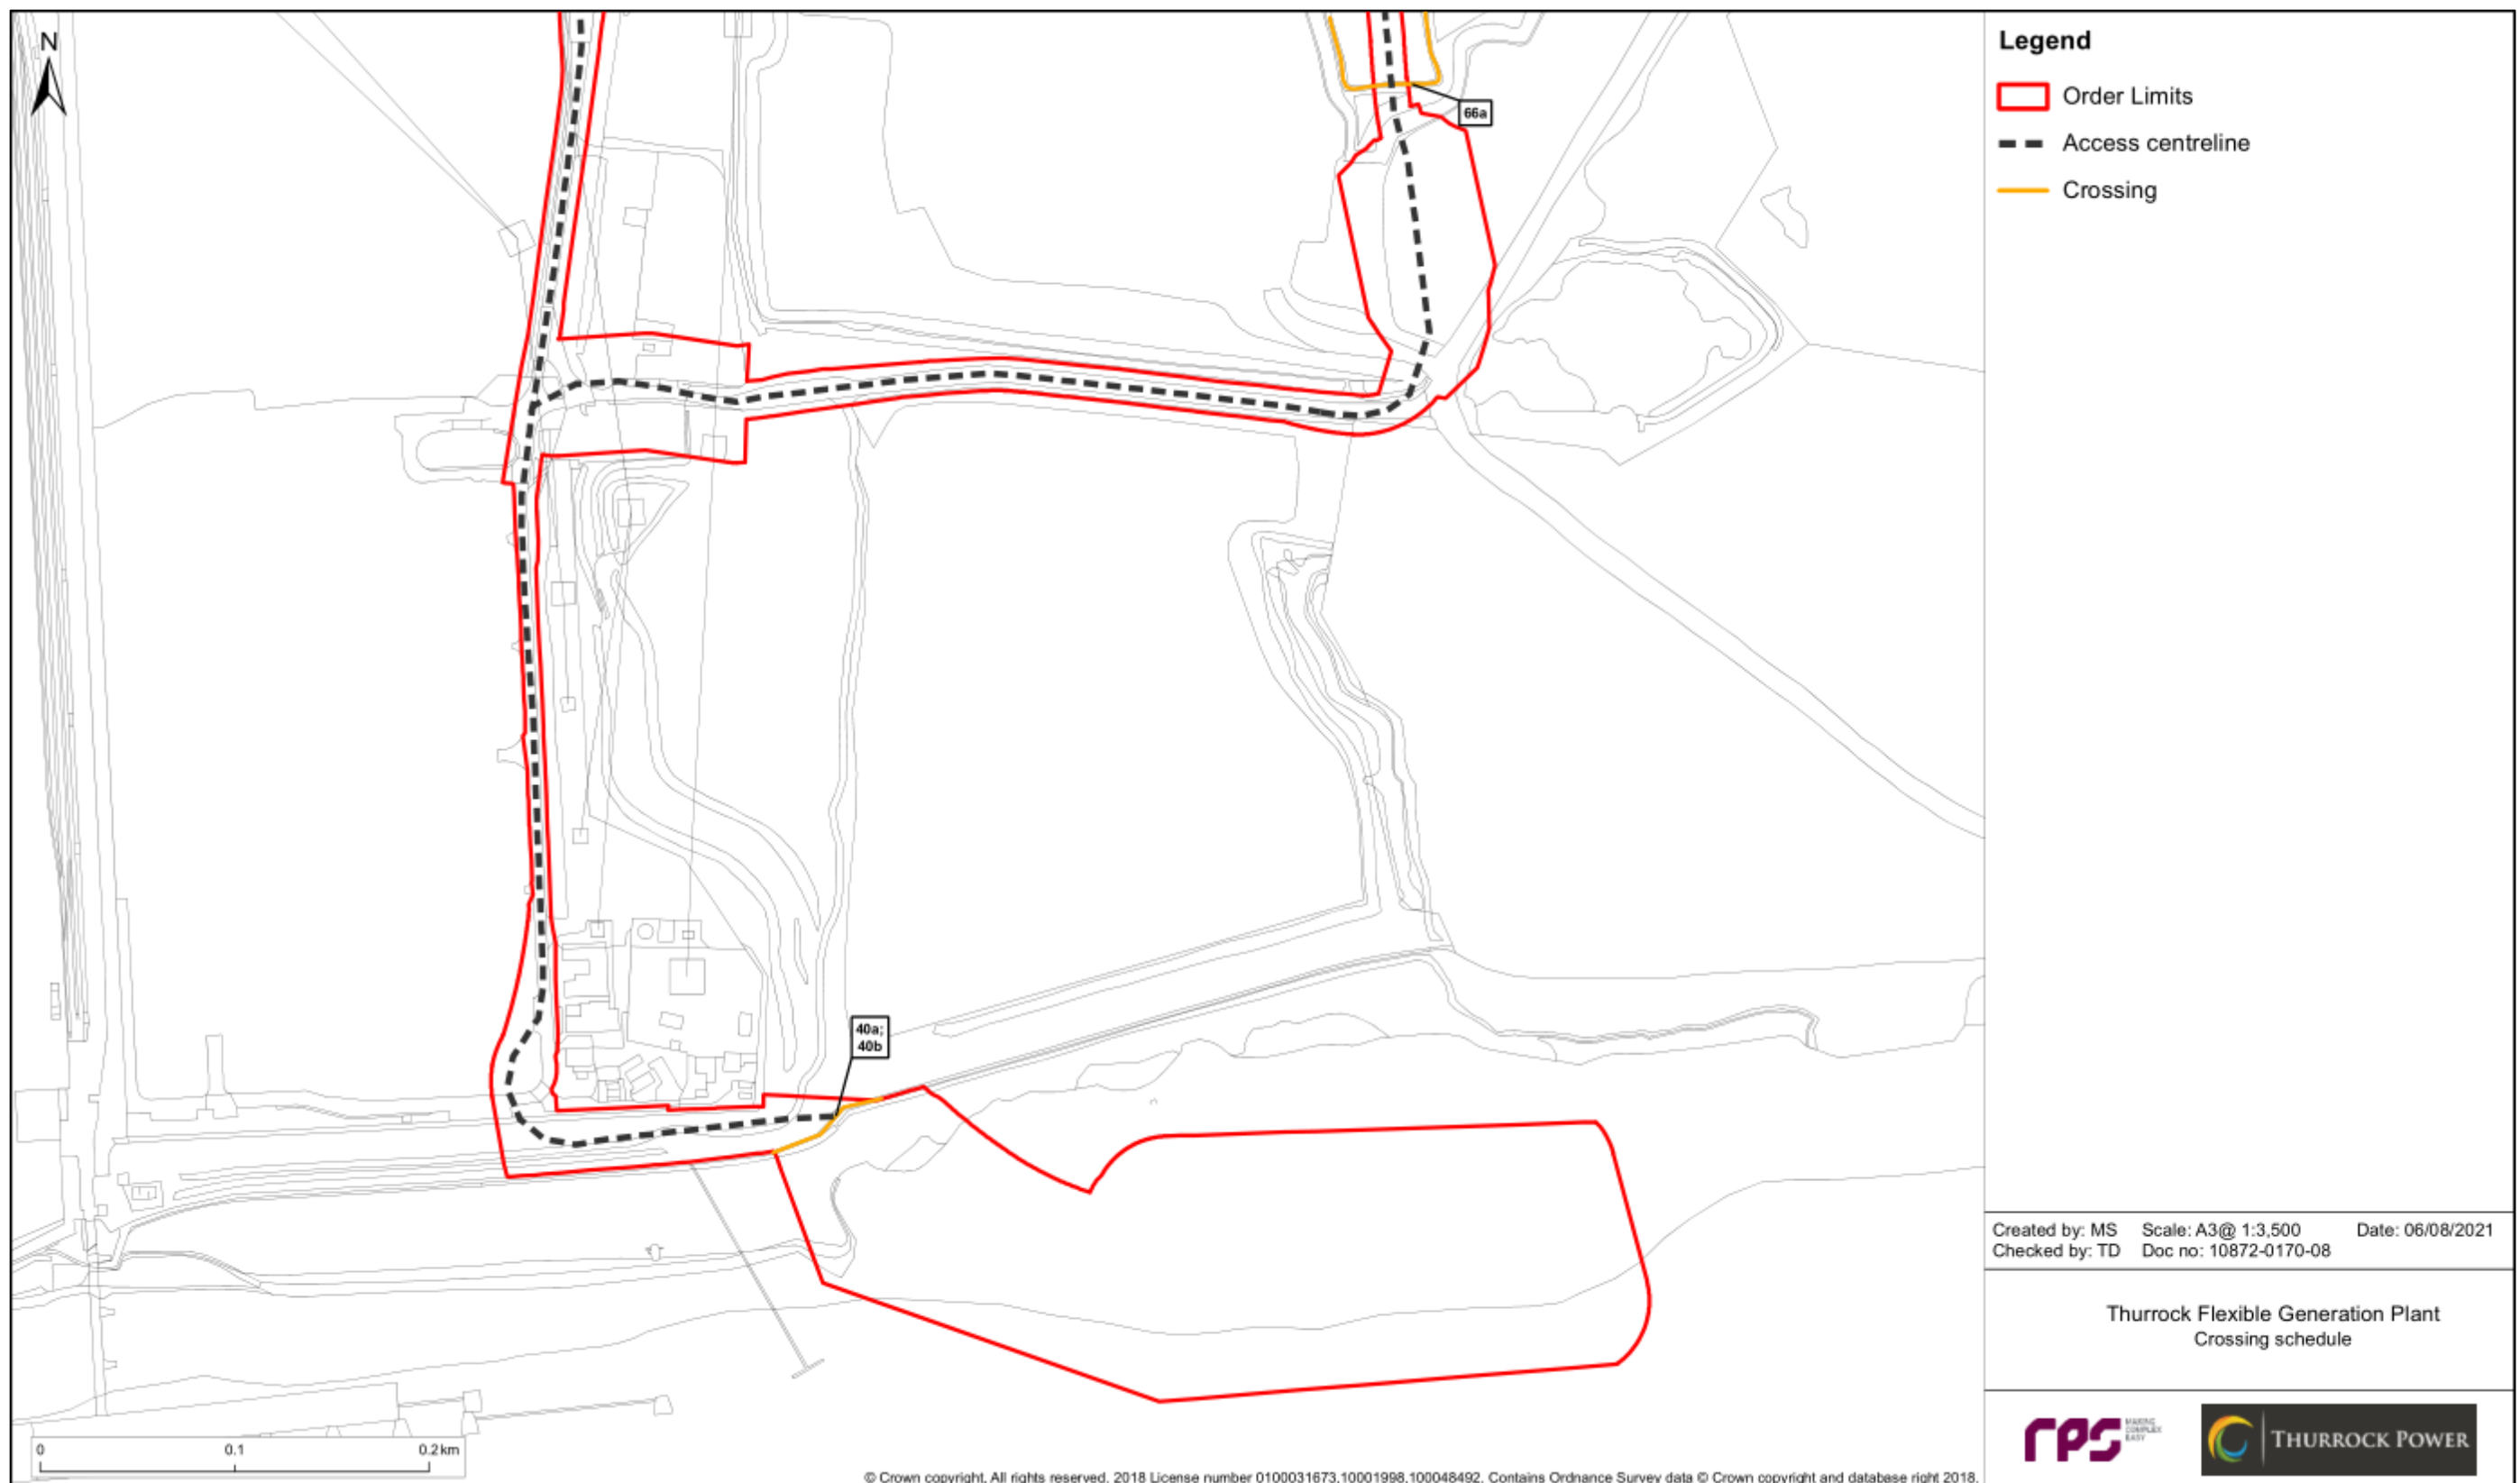 N
66a
40a;
40b
0 0.1 0.2 km
© Crown copyright, All rights reserved. 2018 License number 0100031673,10001998,100048492. Contains Ordnance Survey data © Crown copyright and database right 2018.
Legend
Order Limits
Access centreline
Crossing
Created by: MS Scale: A3@ 1:3,500 Date: 06/08/2021
Checked by: TD Doc no: 10872-0170-08
Thurrock Flexible Generation Plant
Crossing schedule
rps MAKING
COMPLEX
EASY
THURROCK POWER